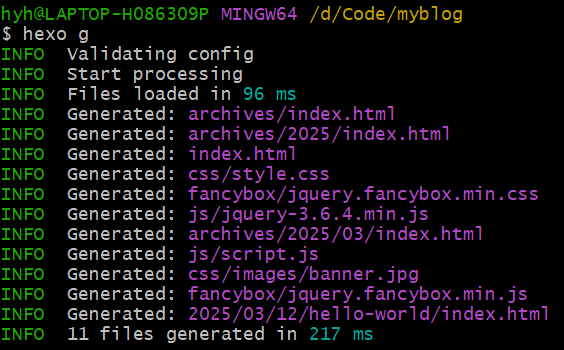 hyh@LAPTOP-H086309P MINGW64 /d/Code/myblog
$ hexo g
INFO  Validating config
INFO  Start processing
INFO  Files loaded in 96 ms
INFO  Generated: archives/index.html
INFO  Generated: archives/2025/index.html
INFO  Generated: index.html
INFO  Generated: css/style.css
INFO  Generated: fancybox/jquery.fancybox.min.css
INFO  Generated: js/jquery-3.6.4.min.js
INFO  Generated: archives/2025/03/index.html
INFO  Generated: js/script.js
INFO  Generated: css/images/banner.jpg
INFO  Generated: fancybox/jquery.fancybox.min.js
INFO  Generated: 2025/03/12/hello-world/index.html
INFO  11 files generated in 217 ms